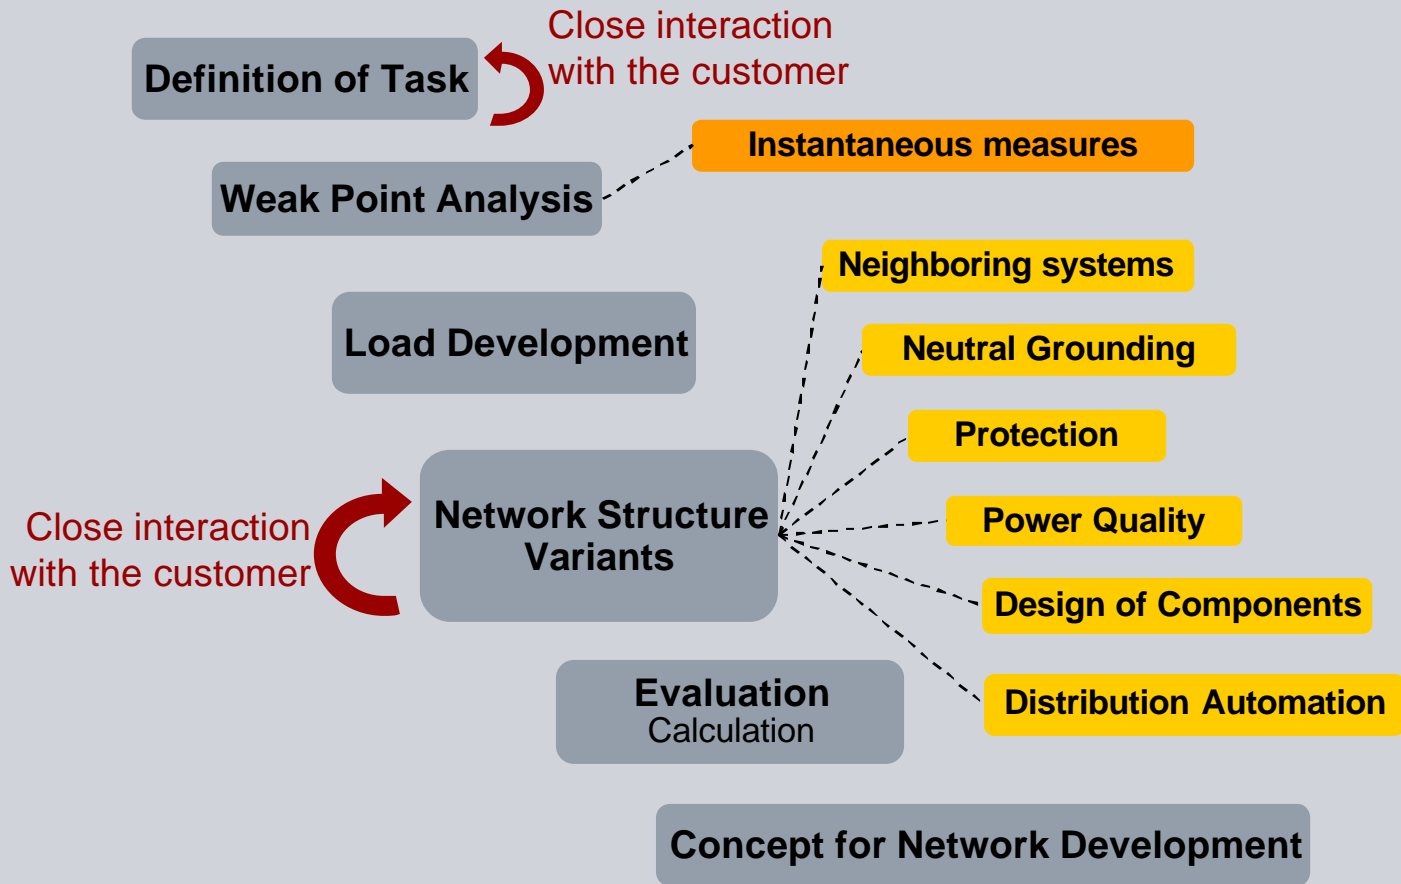 Close interaction
with the customer
Definition of Task
Instantaneous measures
Weak Point Analysis
Neighboring systems
Load Development
Neutral Grounding
Protection
Network Structure
Variants
Close interaction
with the customer
Power Quality
Design of Components
Evaluation
Calculation
Distribution Automation
Concept for Network Development